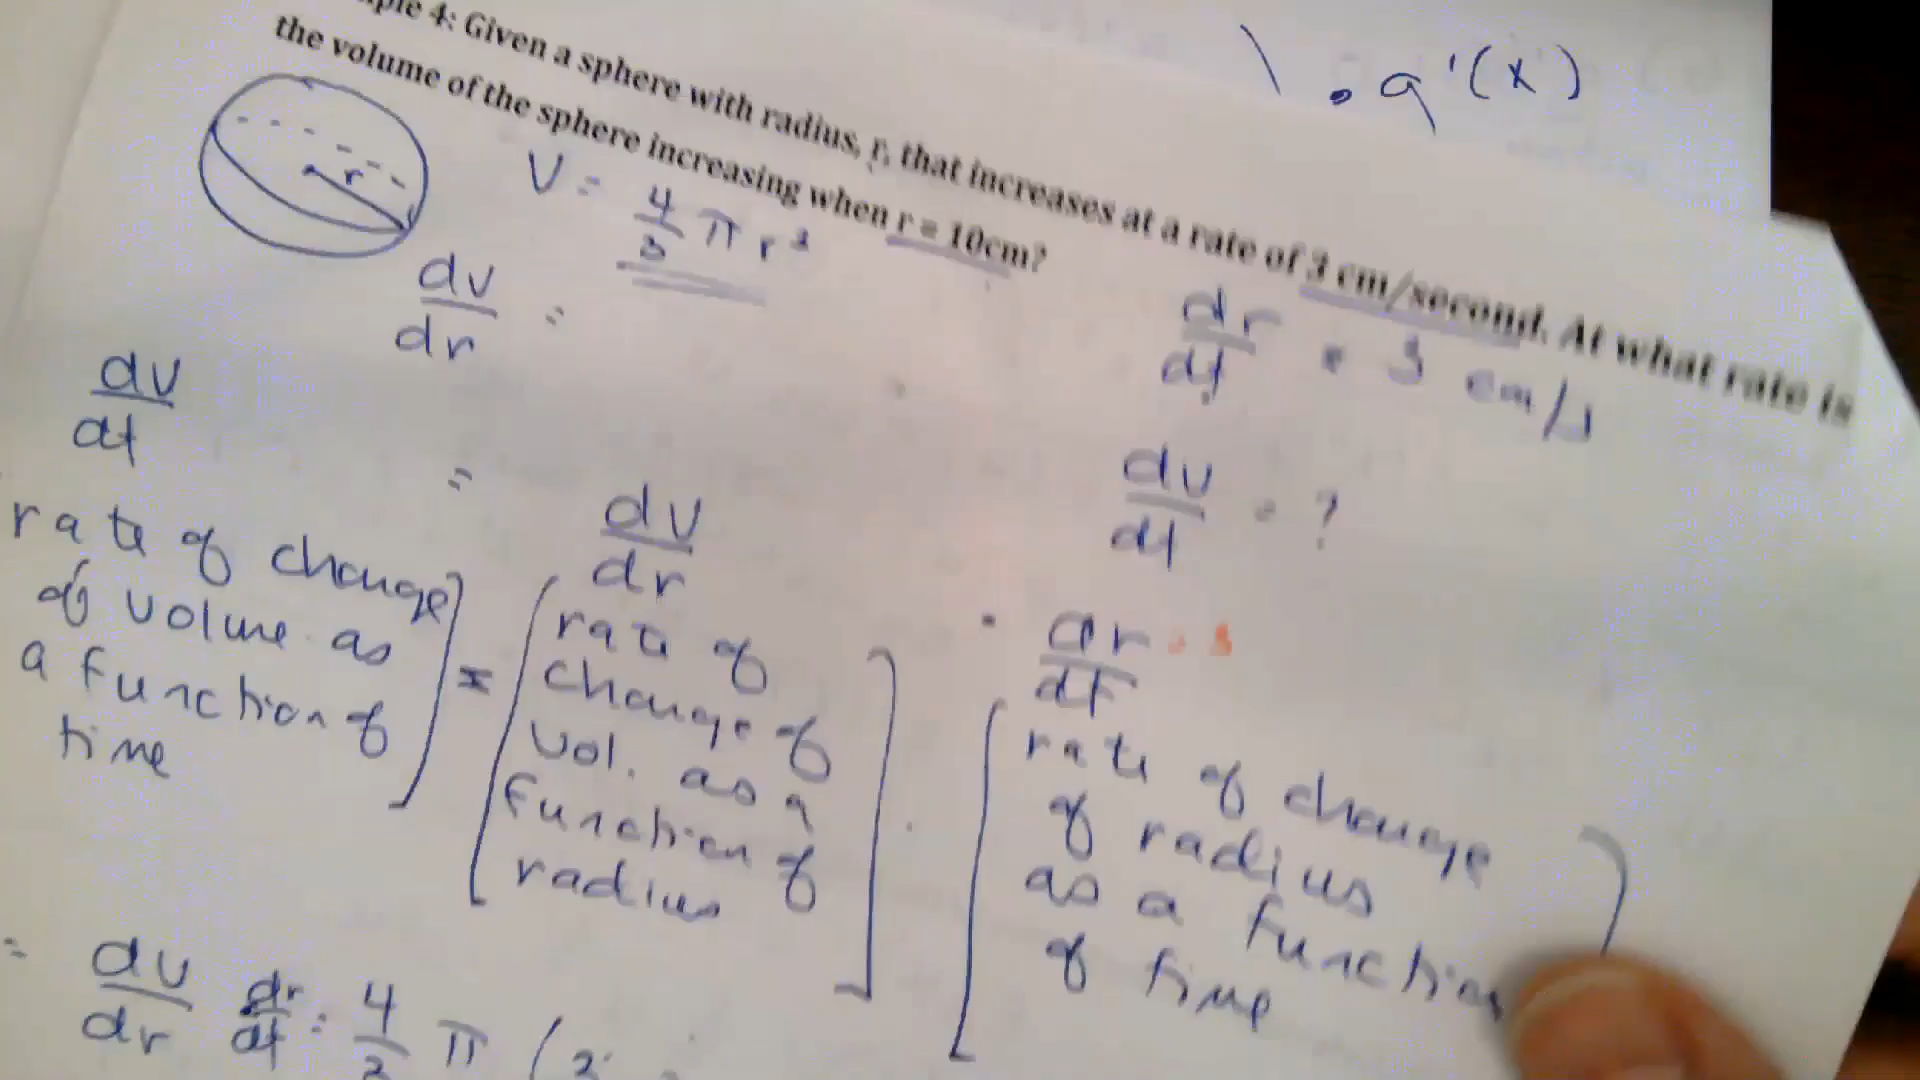 4: Given a sphere with radius, r, that increases at a rate of 3 cm/second. At what rate is
the volume of the sphere increasing when r = 10cm?
. g'(x)
r
V = 4/3 π r³
dv/dr =
dr/dt = 3 cm/s
dv/dt = dv/dr . dr/dt = 3
dv/dt = ?
rate of change
of volume as
a function of
time
=
rate of
change of
vol. as a
function of
radius
.
rate of change
of radius
as a function
of time
= dv/dr dr/dt = 4/3 π (3